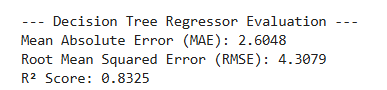 --- Decision Tree Regressor Evaluation ---
Mean Absolute Error (MAE): 2.6048
Root Mean Squared Error (RMSE): 4.3079
R² Score: 0.8325